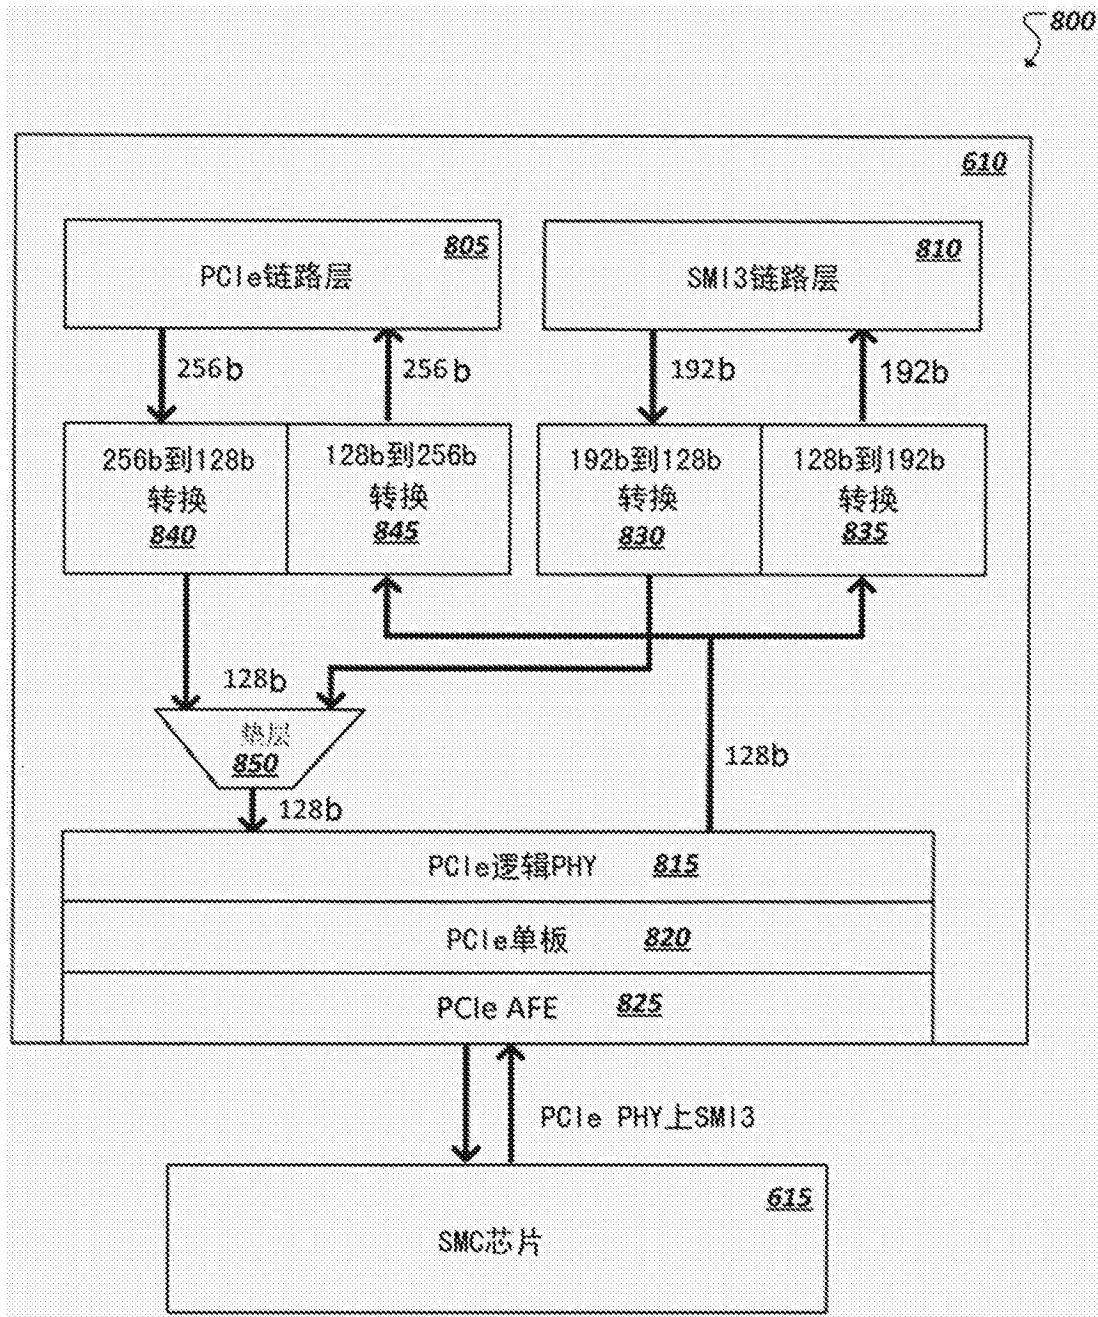 800
610
805
PCIe链路层
810
SMI3链路层
256b
256b
192b
192b
256b到128b
转换
840
128b到256b
转换
845
192b到128b
转换
830
128b到192b
转换
835
128b
垫层
850
128b
128b
PCIe逻辑PHY 815
PCIe单板 820
PCIe AFE 825
PCIe PHY上SMI3
615
SMC芯片